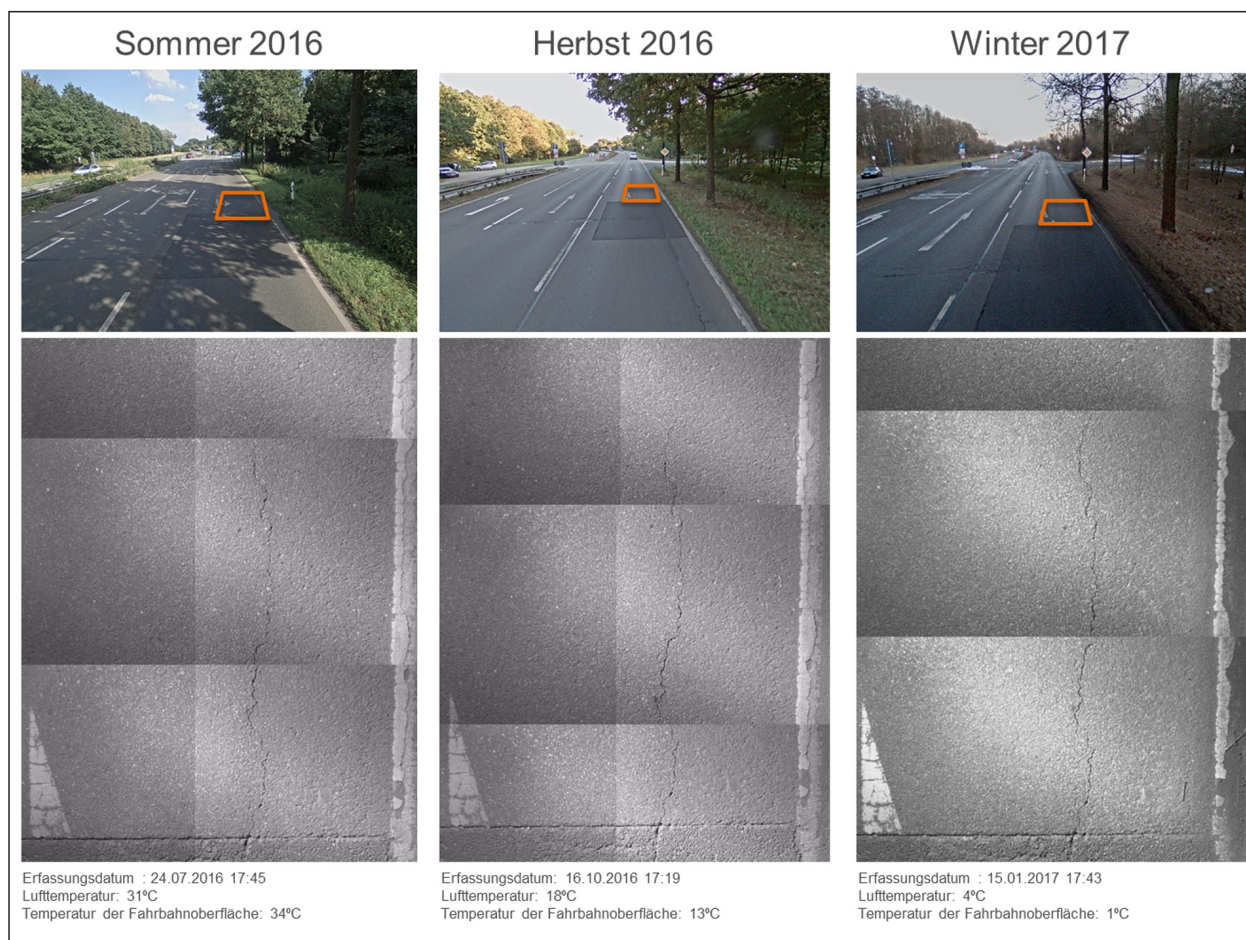 Sommer 2016
Herbst 2016
Winter 2017
Erfassungsdatum : 24.07.2016 17:45
Lufttemperatur: 31ºC
Temperatur der Fahrbahnoberfläche: 34ºC
Erfassungsdatum: 16.10.2016 17:19
Lufttemperatur: 18ºC
Temperatur der Fahrbahnoberfläche: 13ºC
Erfassungsdatum: 15.01.2017 17:43
Lufttemperatur: 4ºC
Temperatur der Fahrbahnoberfläche: 1ºC